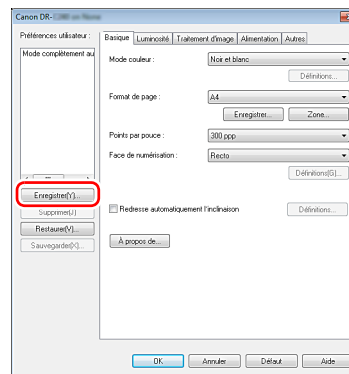 Canon DR-
Préférences utilisateur :
Mode complètement au
Enregistrer(Y)...
Supprimer(J)
Restaurer(V)...
Sauvegarder(X)...
Basique Luminosité Traitement d'image Alimentation Autres
Mode couleur : Noir et blanc
Définitions...
Format de page : A4
Enregistrer... Zone...
Points par pouce : 300 ppp
Face de numérisation : Recto
Définitions(G)...
Redresse automatiquement l'inclinaison Définitions...
À propos de...
OK Annuler Défaut Aide